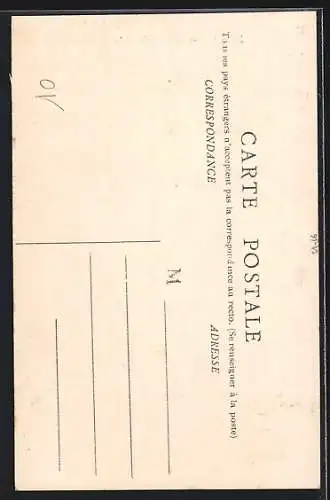 CARTE POSTALE
Tous les pays étrangers n'acceptent pas la correspondance au recto. (Se renseigner à la poste)
CORRESPONDANCE
ADRESSE
M